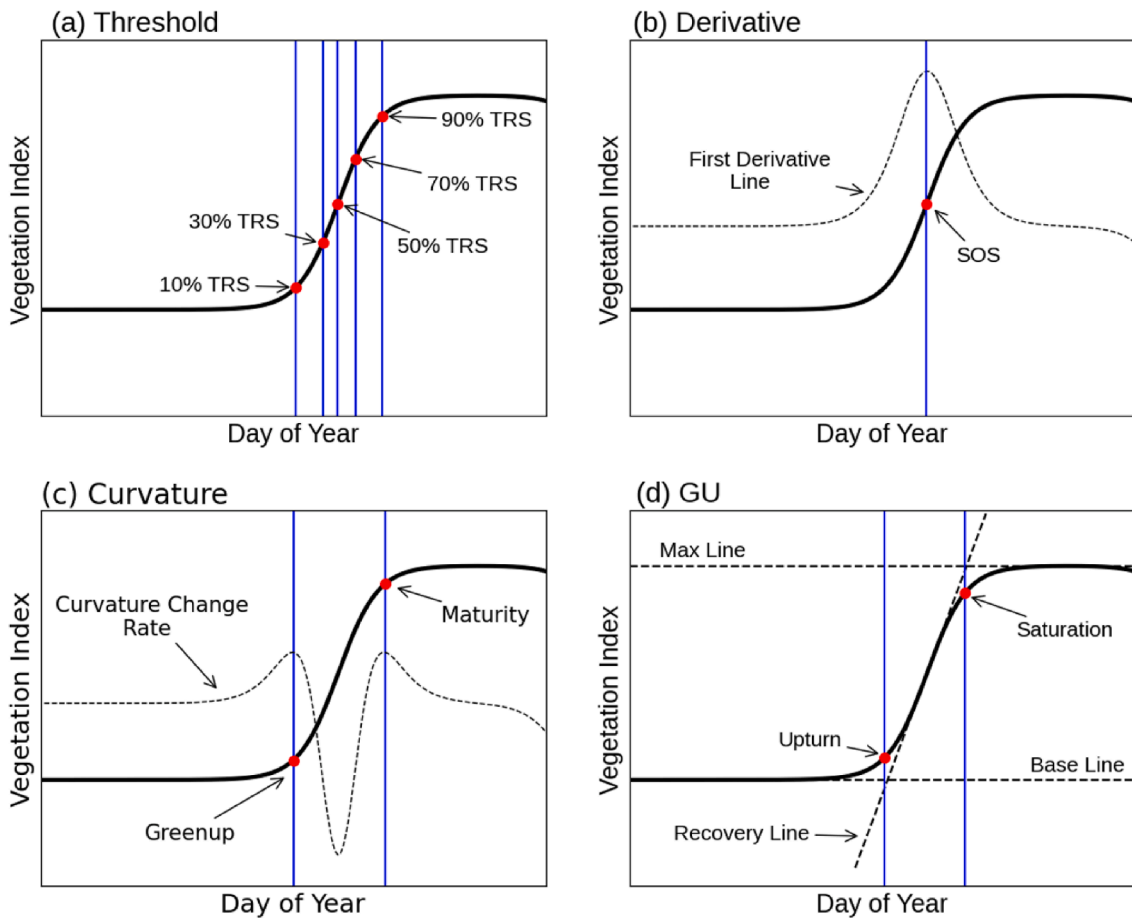 (a) Threshold
Vegetation Index
90% TRS
70% TRS
30% TRS
50% TRS
10% TRS
Day of Year
(b) Derivative
Vegetation Index
First Derivative
Line
SOS
Day of Year
(c) Curvature
Vegetation Index
Curvature Change
Rate
Maturity
Greenup
Day of Year
(d) GU
Vegetation Index
Max Line
Saturation
Upturn
Base Line
Recovery Line
Day of Year